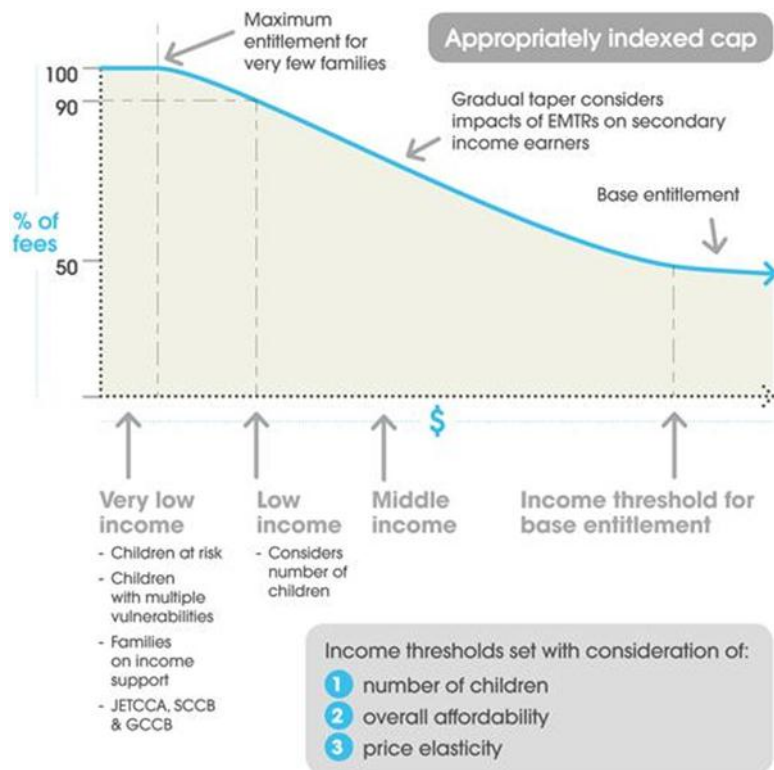 Maximum
entitlement for
very few families
Appropriately indexed cap
100
90
Gradual taper considers
impacts of EMTRs on secondary
income earners
Base entitlement
% of
fees
50
$
Very low
income
- Children at risk
- Children
with multiple
vulnerabilities
- Families
on income
support
- JETCCA, SCCB
& GCCB
Low
income
- Considers
number of
children
Middle
income
Income threshold for
base entitlement
Income thresholds set with consideration of:
1 number of children
2 overall affordability
3 price elasticity